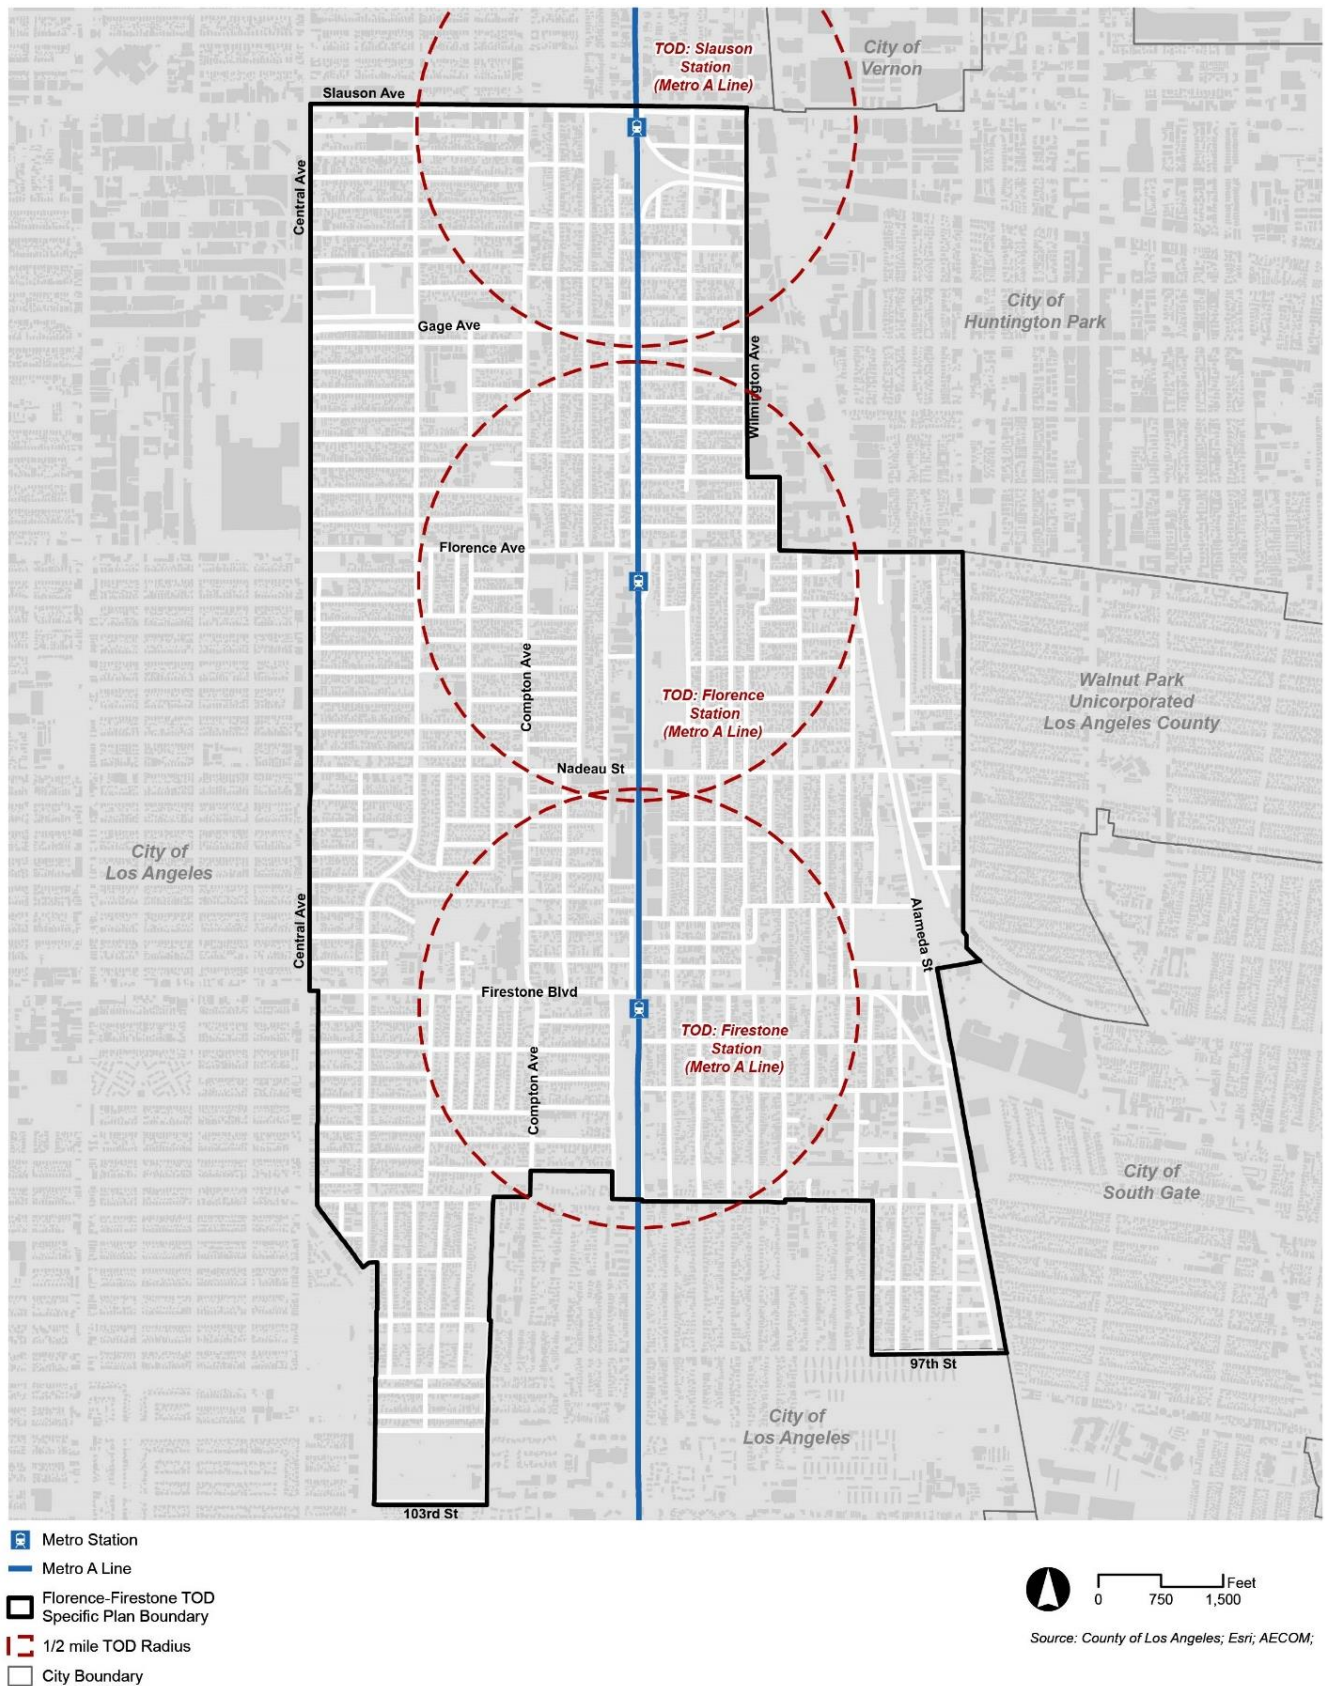 TOD: Slauson
Station
(Metro A Line)
City of
Vernon
Slauson Ave
Central Ave
City of
Huntington Park
Gage Ave
Wilmington Ave
Florence Ave
Compton Ave
TOD: Florence
Station
(Metro A Line)
Walnut Park
Unicorporated
Los Angeles County
Nadeau St
City of
Los Angeles
Central Ave
Alameda St
Firestone Blvd
TOD: Firestone
Station
(Metro A Line)
Compton Ave
City of
South Gate
97th St
City of
Los Angeles
103rd St
Metro Station
Metro A Line
Florence-Firestone TOD
Specific Plan Boundary
1/2 mile TOD Radius
City Boundary
Feet
0 750 1,500
Source: County of Los Angeles; Esri; AECOM;